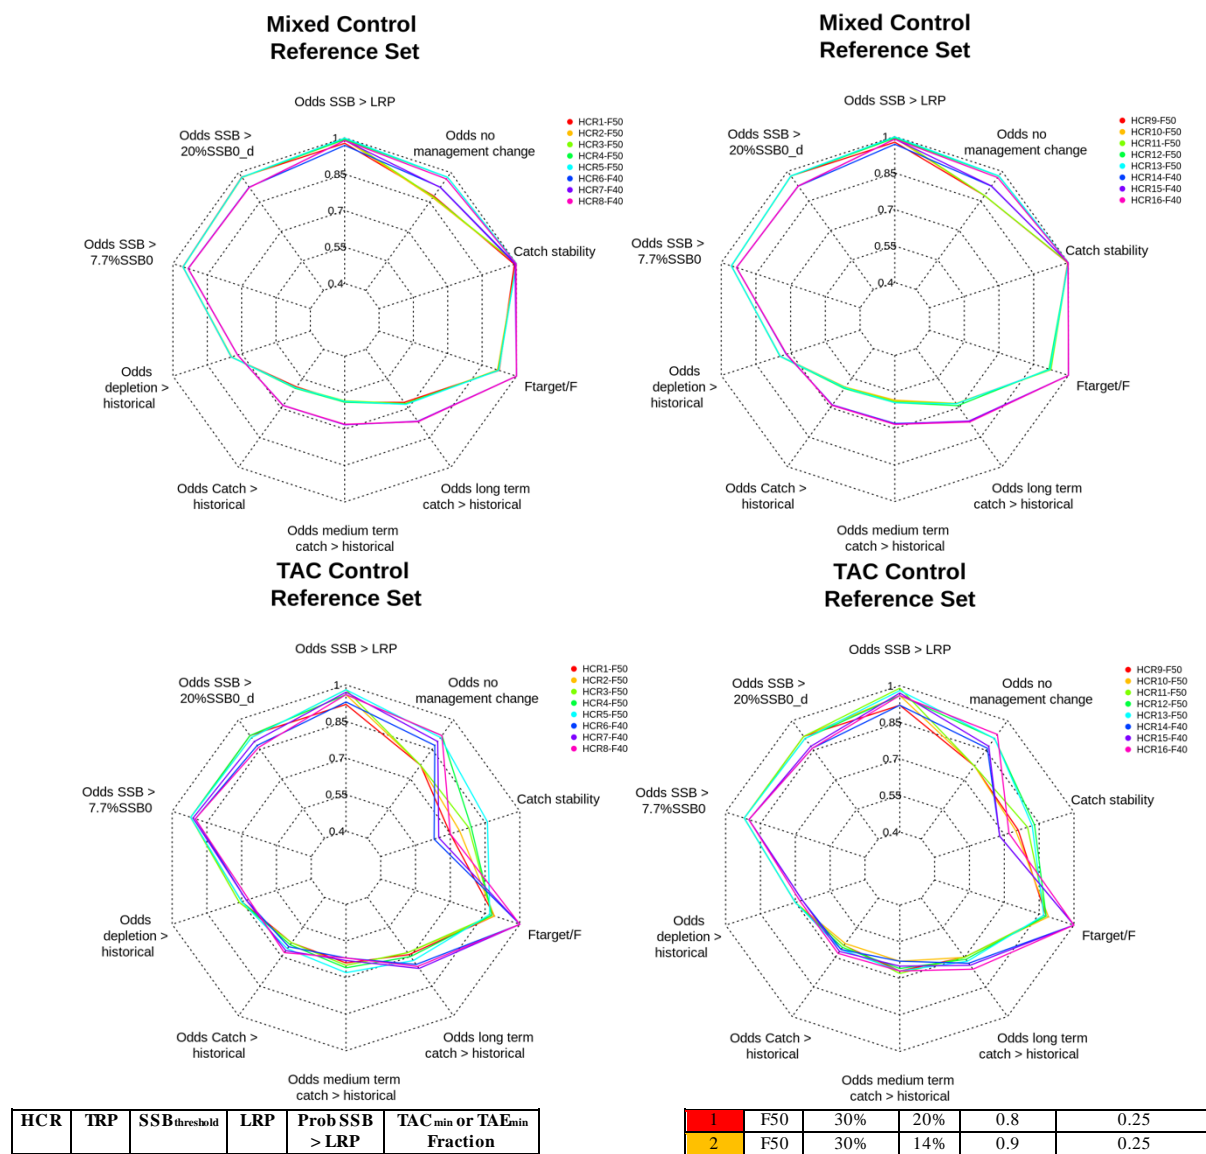 Mixed Control
Reference Set
Odds SSB > LRP
Odds no
management change
Catch stability
Ftarget/F
Odds long term
catch > historical
Odds medium term
catch > historical
Odds Catch >
historical
Odds
depletion >
historical
Odds SSB >
7.7%SSB0
Odds SSB >
20%SSB0_d
1
0.85
0.7
0.55
0.4
HCR1-F50
HCR2-F50
HCR3-F50
HCR4-F50
HCR5-F50
HCR6-F40
HCR7-F40
HCR8-F40
Mixed Control
Reference Set
Odds SSB > LRP
Odds no
management change
Catch stability
Ftarget/F
Odds long term
catch > historical
Odds medium term
catch > historical
Odds Catch >
historical
Odds
depletion >
historical
Odds SSB >
7.7%SSB0
Odds SSB >
20%SSB0_d
1
0.85
0.7
0.55
0.4
HCR9-F50
HCR10-F50
HCR11-F50
HCR12-F50
HCR13-F50
HCR14-F40
HCR15-F40
HCR16-F40
TAC Control
Reference Set
Odds SSB > LRP
Odds no
management change
Catch stability
Ftarget/F
Odds long term
catch > historical
Odds medium term
catch > historical
Odds Catch >
historical
Odds
depletion >
historical
Odds SSB >
7.7%SSB0
Odds SSB >
20%SSB0_d
1
0.85
0.7
0.55
0.4
HCR1-F50
HCR2-F50
HCR3-F50
HCR4-F50
HCR5-F50
HCR6-F40
HCR7-F40
HCR8-F40
TAC Control
Reference Set
Odds SSB > LRP
Odds no
management change
Catch stability
Ftarget/F
Odds long term
catch > historical
Odds medium term
catch > historical
Odds Catch >
historical
Odds
depletion >
historical
Odds SSB >
7.7%SSB0
Odds SSB >
20%SSB0_d
1
0.85
0.7
0.55
0.4
HCR9-F50
HCR10-F50
HCR11-F50
HCR12-F50
HCR13-F50
HCR14-F40
HCR15-F40
HCR16-F40
HCR TRP SSBthreshold LRP Prob SSB TACmin or TAEmin
> LRP Fraction
1 F50 30% 20% 0.8 0.25
2 F50 30% 14% 0.9 0.25